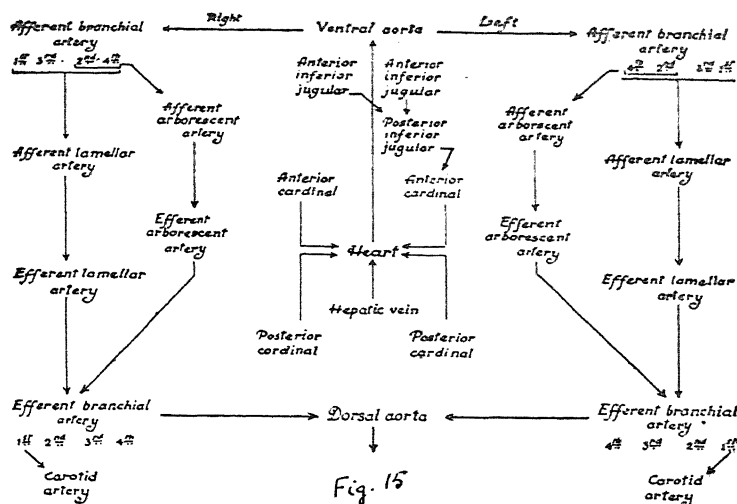 Afferent branchial
artery
1st 3rd - 2nd - 4th
Right
Ventral aorta
Left
Afferent branchial
artery
4th 2nd 3rd 1st
Anterior
inferior
jugular
Anterior
inferior
jugular
Afferent
arborescent
artery
Posterior
inferior
jugular
Afferent
arborescent
artery
Afferent lamellar
artery
Anterior
cardinal
Anterior
cardinal
Afferent lamellar
artery
Efferent
arborescent
artery
Heart
Efferent
arborescent
artery
Efferent lamellar
artery
Hepatic vein
Efferent lamellar
artery
Posterior
cardinal
Posterior
cardinal
Efferent branchial
artery
1st 2nd 3rd 4th
Dorsal aorta
Efferent branchial
artery
4th 3rd 2nd 1st
Carotid
artery
Fig. 15
Carotid
artery